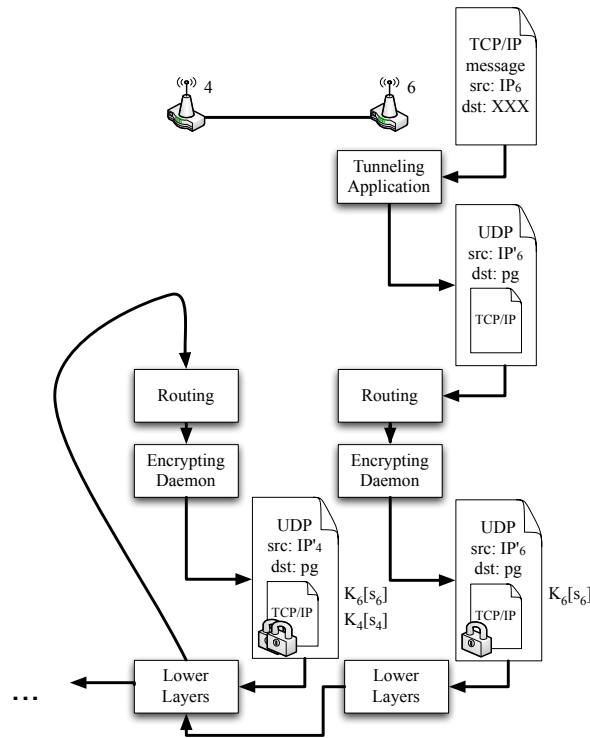 4
6
TCP/IP
message
src: IP6
dst: XXX
Tunneling
Application
UDP
src: IP'6
dst: pg
TCP/IP
Routing
Routing
Encrypting
Daemon
Encrypting
Daemon
UDP
src: IP'4
dst: pg
TCP/IP
K6[s6]
K4[s4]
UDP
src: IP'6
dst: pg
TCP/IP
K6[s6]
Lower
Layers
Lower
Layers
...